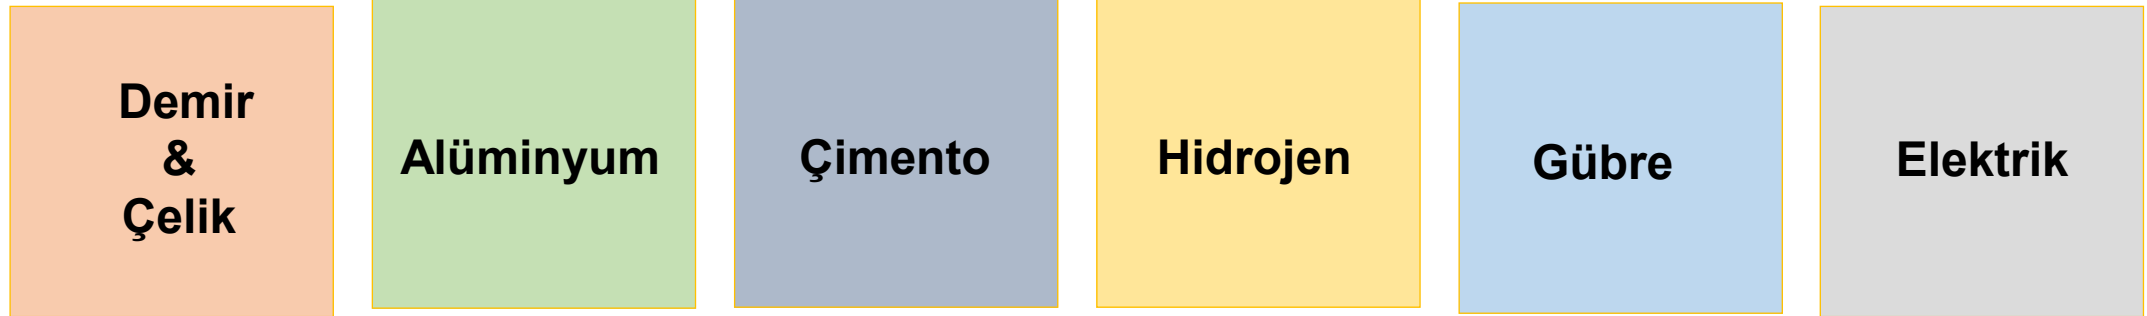 Demir
&
Çelik
Alüminyum
Çimento
Hidrojen
Gübre
Elektrik